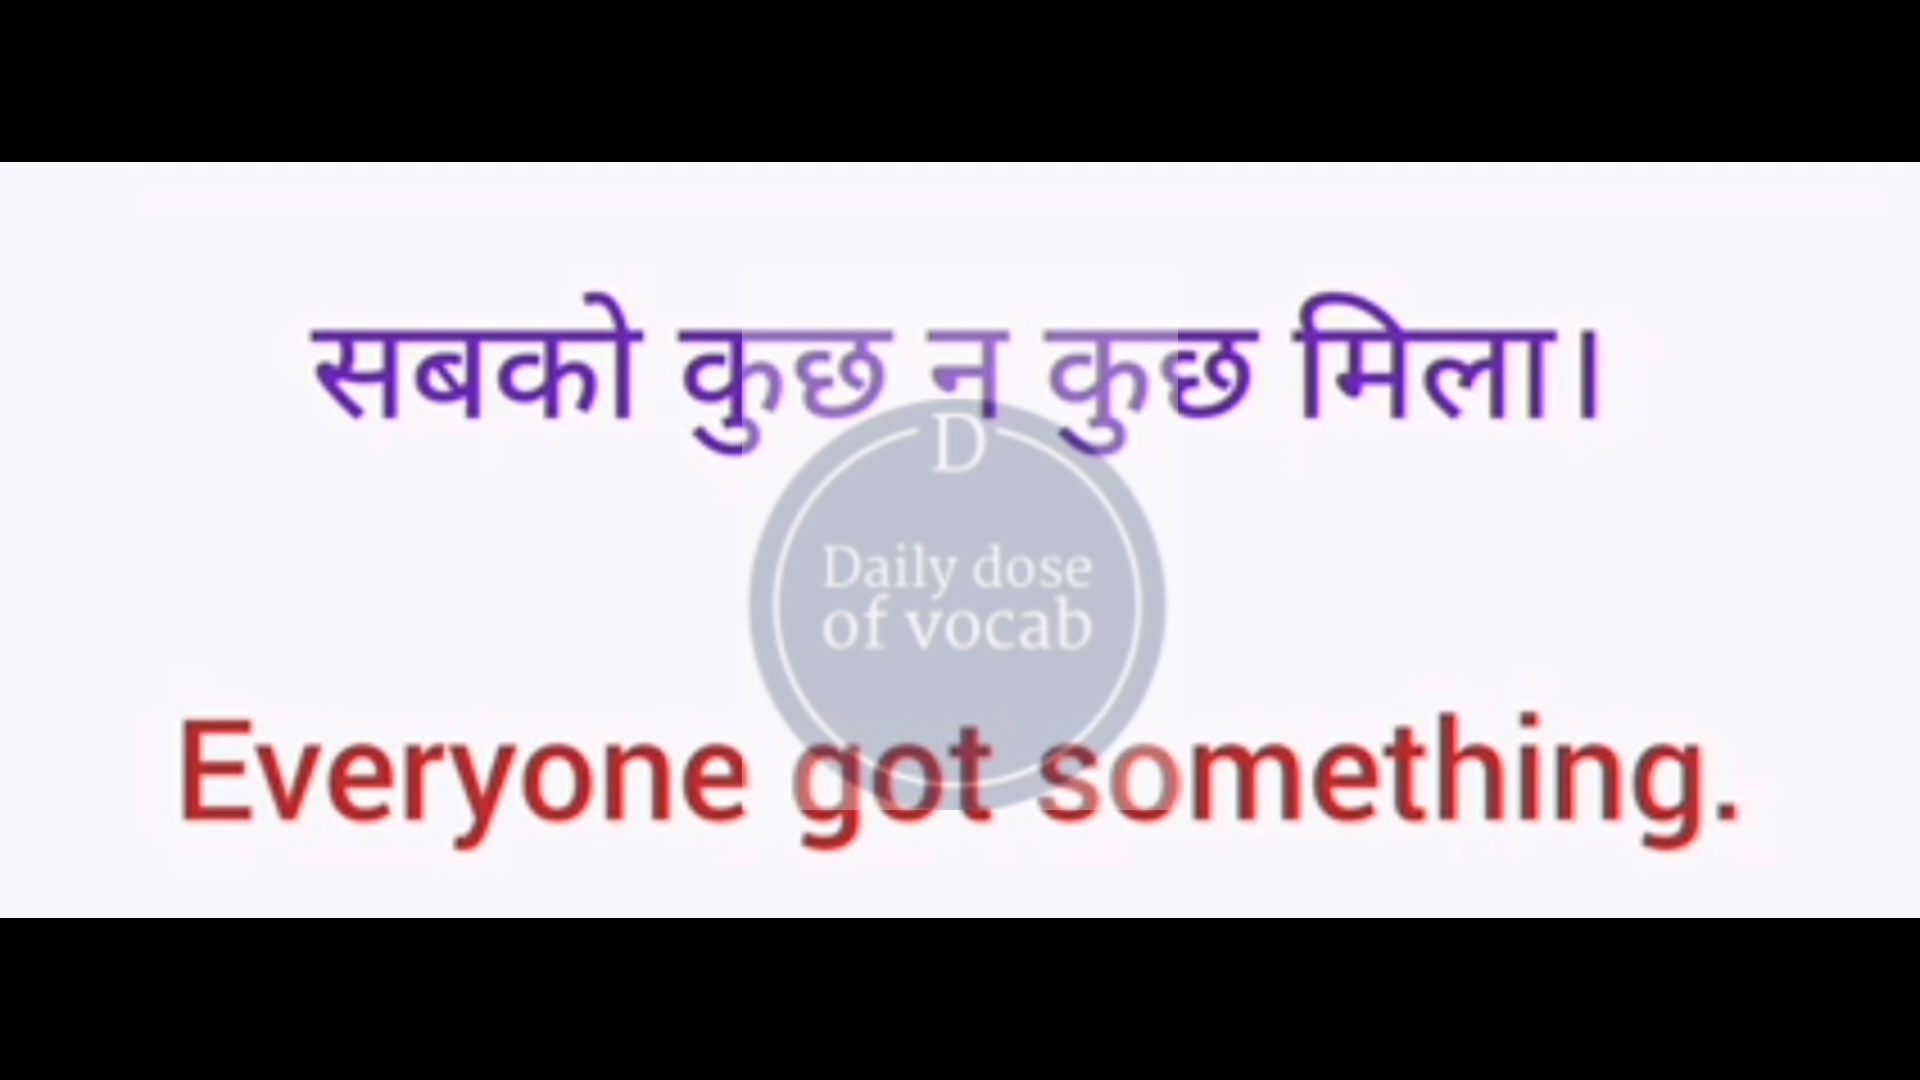 सबको कुछ न कुछ मिला।
D
Daily dose
of vocab
Everyone got something.